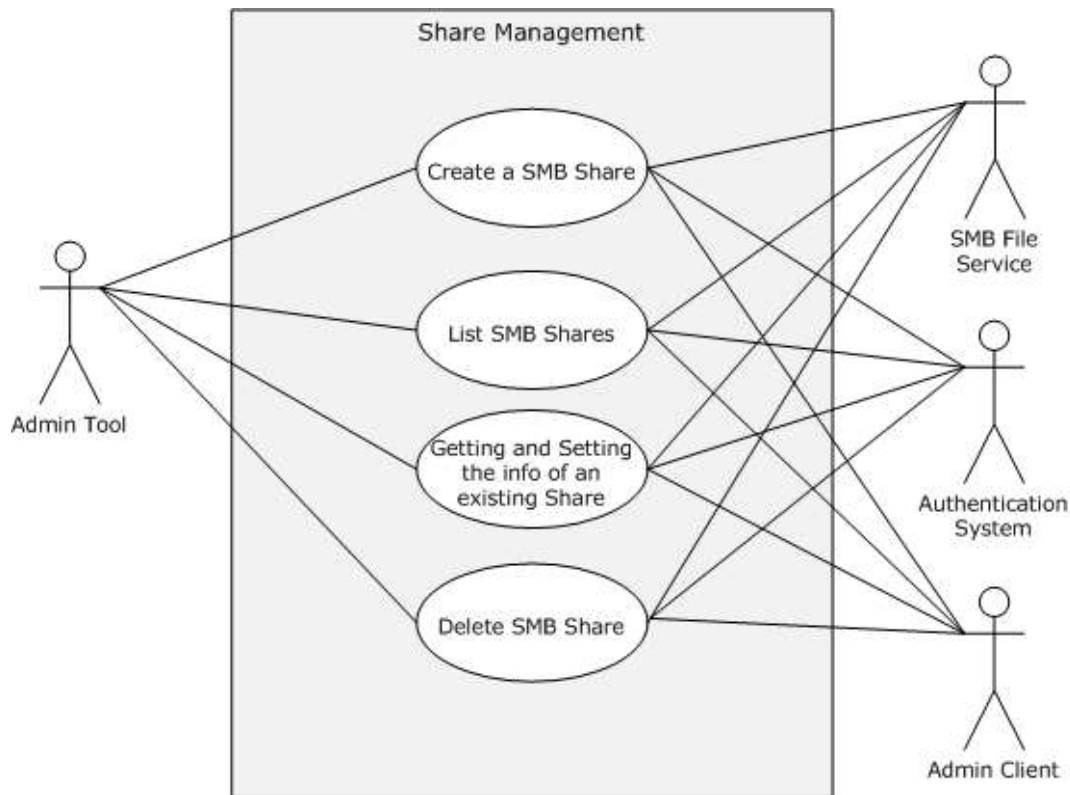 Share Management
Create a SMB Share
List SMB Shares
Getting and Setting
the info of an
existing Share
Delete SMB Share
Admin Tool
SMB File
Service
Authentication
System
Admin Client